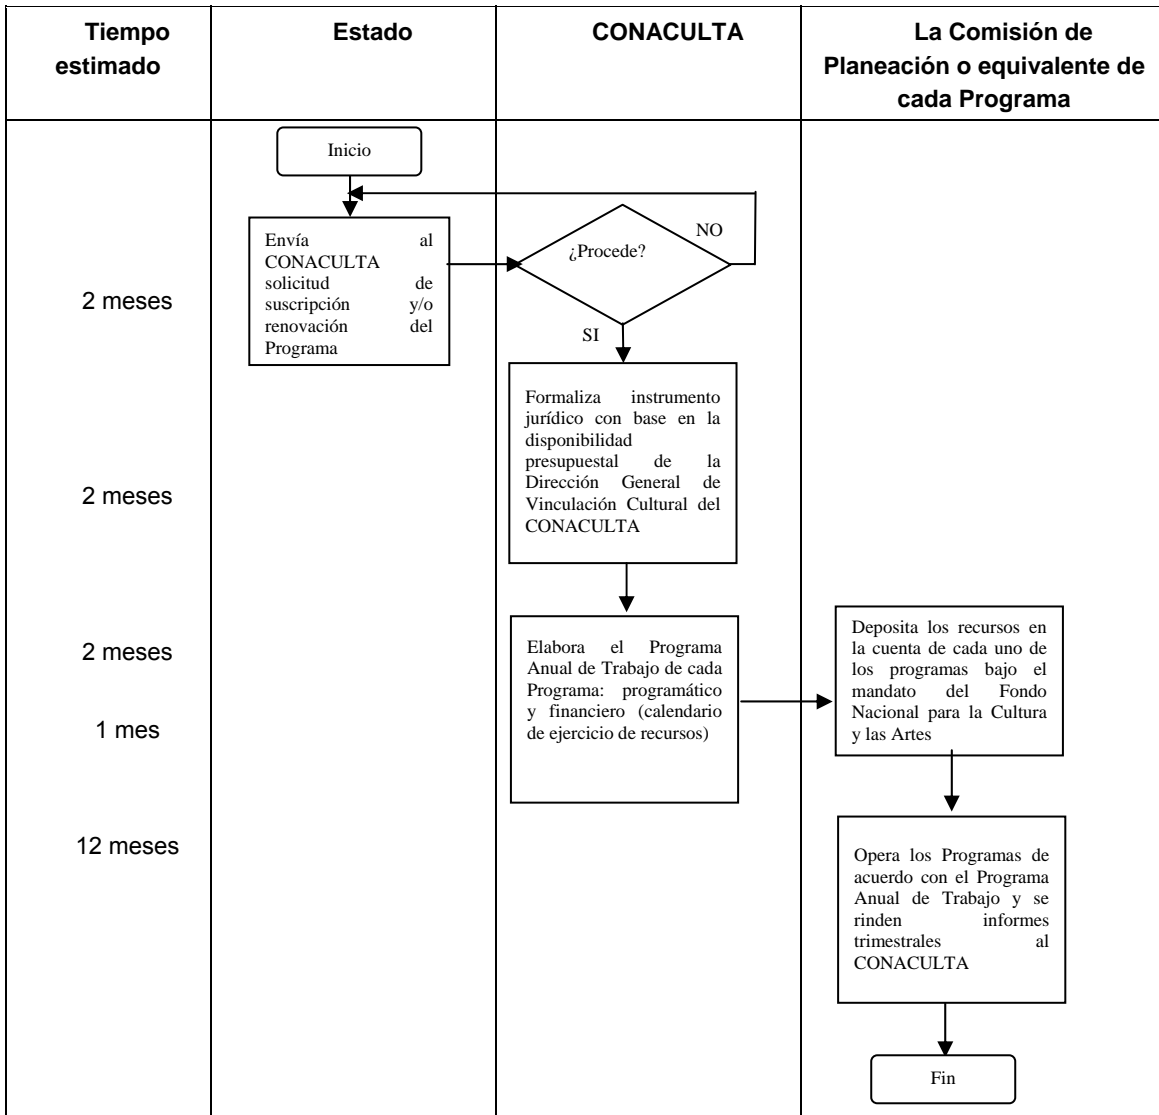 Tiempo
estimado
Estado
CONACULTA
La Comisión de
Planeación o equivalente de
cada Programa
Inicio
Envía al
CONACULTA
solicitud de
suscripción y/o
renovación del
Programa
¿Procede?
NO
SI
2 meses
Formaliza instrumento
jurídico con base en la
disponibilidad
presupuestal de la
Dirección General de
Vinculación Cultural del
CONACULTA
2 meses
Elabora el Programa
Anual de Trabajo de cada
Programa: programático
y financiero (calendario
de ejercicio de recursos)
2 meses
Deposita los recursos en
la cuenta de cada uno de
los programas bajo el
mandato del Fondo
Nacional para la Cultura
y las Artes
1 mes
12 meses
Opera los Programas de
acuerdo con el Programa
Anual de Trabajo y se
rinden informes
trimestrales al
CONACULTA
Fin